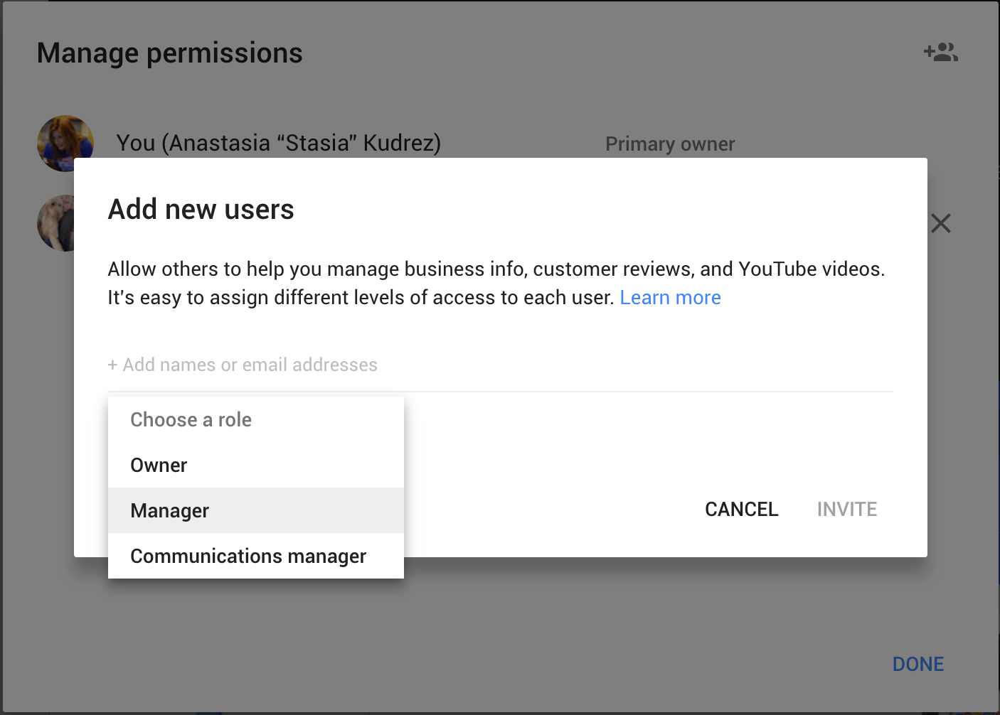 Manage permissions
You (Anastasia “Stasia" Kudrez)
Primary owner
Add new users
Allow others to help you manage business info, customer reviews, and YouTube videos.
It's easy to assign different levels of access to each user. Learn more
+ Add names or email addresses
Choose a role
Owner
Manager
Communications manager
CANCEL
INVITE
DONE